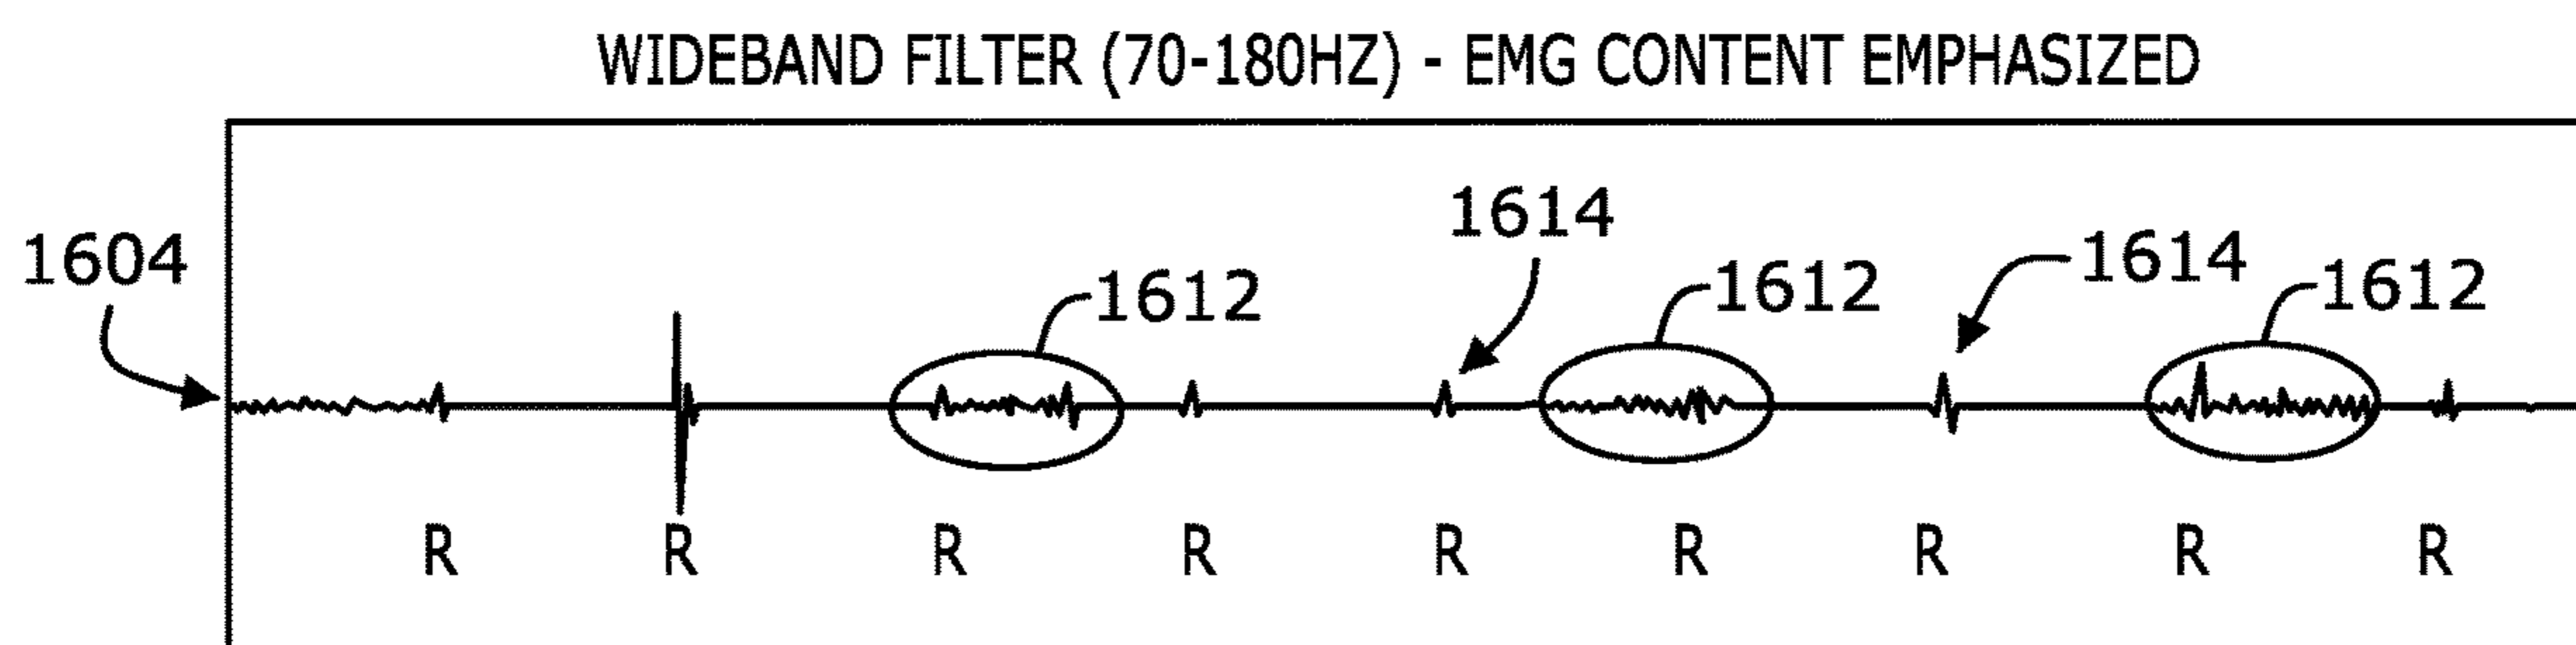 WIDEBAND FILTER (70-180HZ) - EMG CONTENT EMPHASIZED
1614
1604 1612 1612 1614 1612
R R R R R R R R R